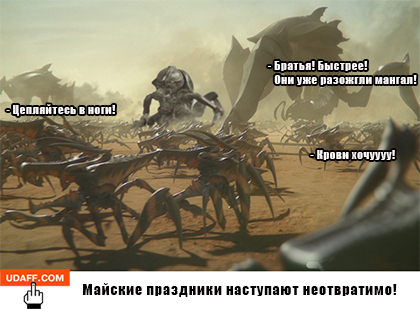 - Братья! Быстрее!
Они уже разожгли мангал!
- Цепляйтесь в ноги!
- Крови хочуууу!
UDAFF.COM
Майские праздники наступают неотвратимо!